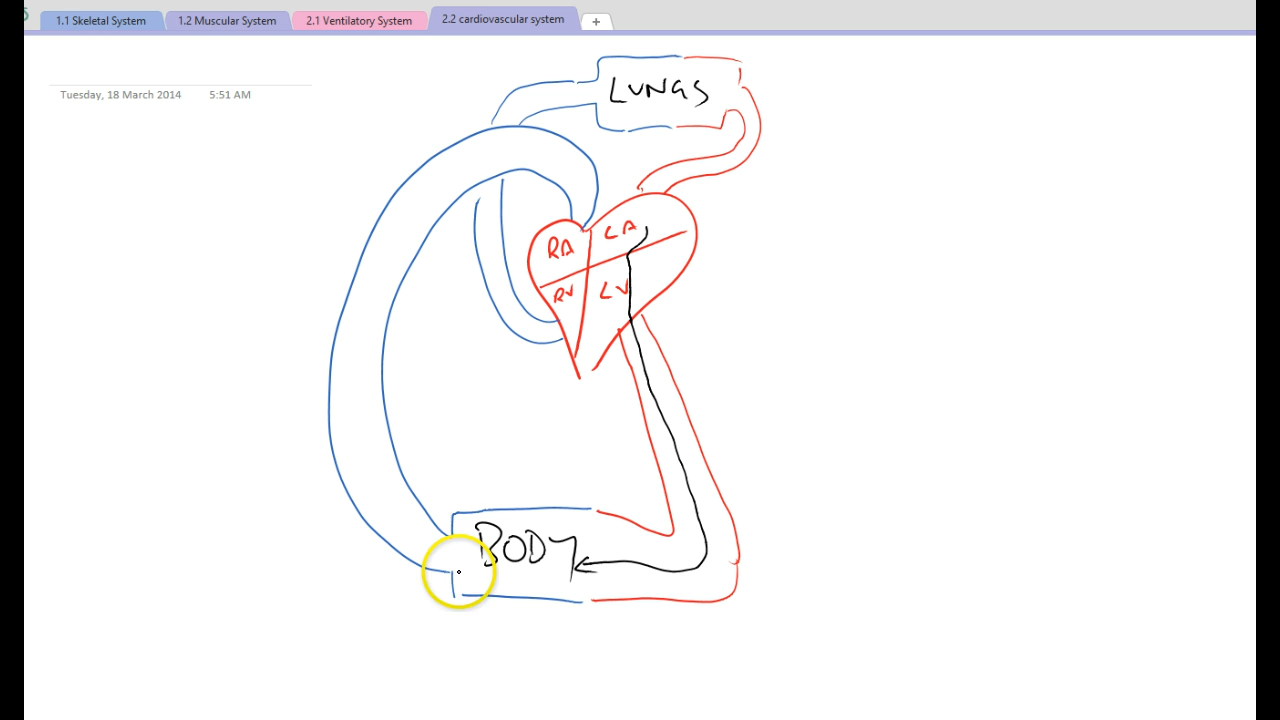 1.1 Skeletal System
1.2 Muscular System
2.1 Ventilatory System
2.2 cardiovascular system
Tuesday, 18 March 2014 5:51 AM
LUNGS
RA
LA
RV
LV
BODY